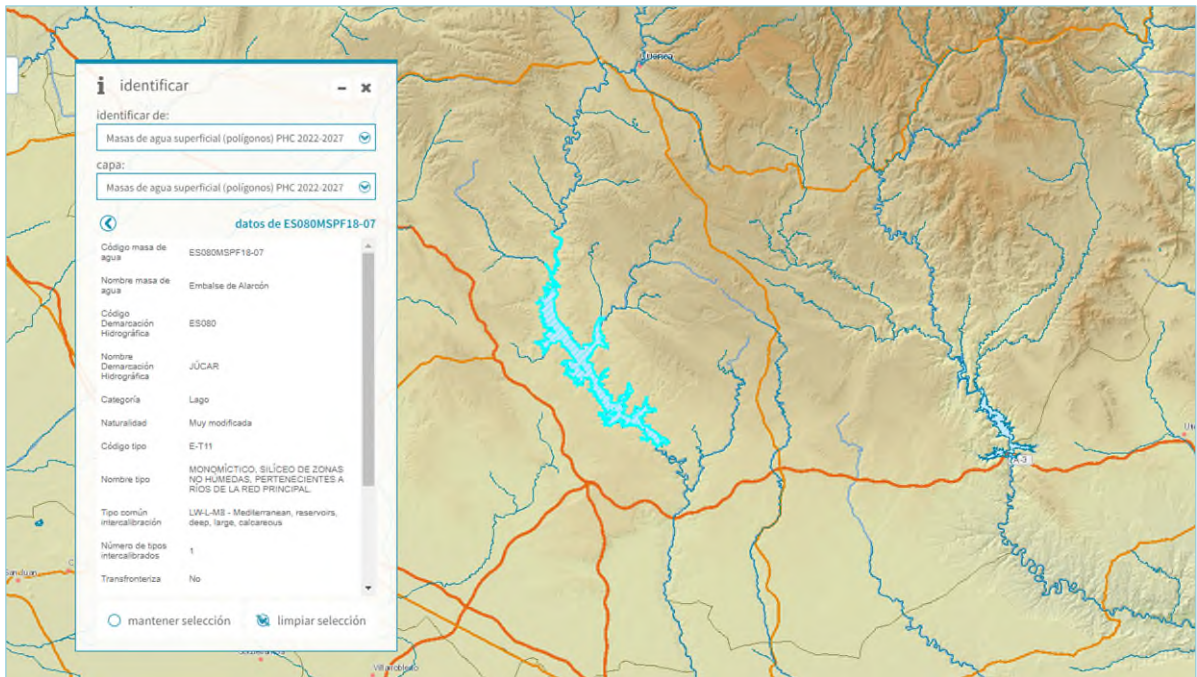 Cuenca
i identificar
identificar de:
Masas de agua superficial (polígonos) PHC 2022-2027
capa:
Masas de agua superficial (polígonos) PHC 2022-2027
datos de ES080MSPF18-07
Código masa de
agua
ES080MSPF18-07
Nombre masa de
agua
Embalse de Alarcón
Código
Demarcación
Hidrográfica
ES080
Nombre
Demarcación
Hidrográfica
JÚCAR
Categoría
Lago
Naturalidad
Muy modificada
Código tipo
E-T11
Nombre tipo
MONOMÍCTICO, SILÍCEO DE ZONAS
NO HÚMEDAS, PERTENECIENTES A
RÍOS DE LA RED PRINCIPAL.
Tipo común
intercalibración
LW-L-M8 - Mediterranean, reservoirs,
deep, large, calcareous
Número de tipos
intercalibrados
1
Transfronteriza
No
mantener selección
limpiar selección
A-3
Villarrobledo